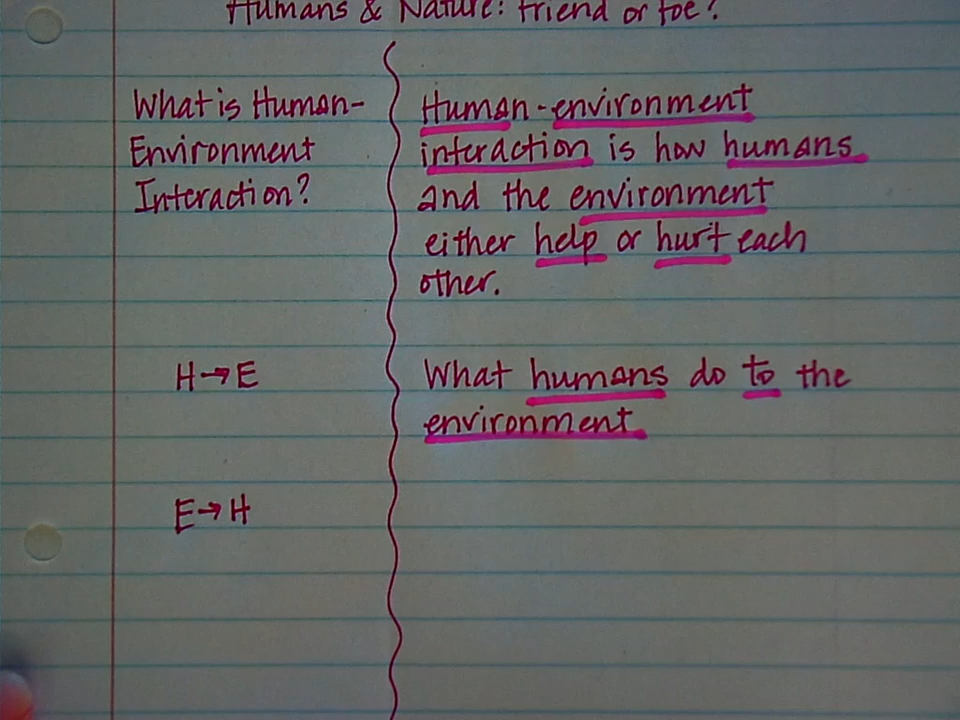 Humans & Nature: Friend or Foe?
What is Human-
Environment
Interaction?
Human-environment
interaction is how humans
and the environment
either help or hurt each
other.
H→E
What humans do to the
environment
E→H